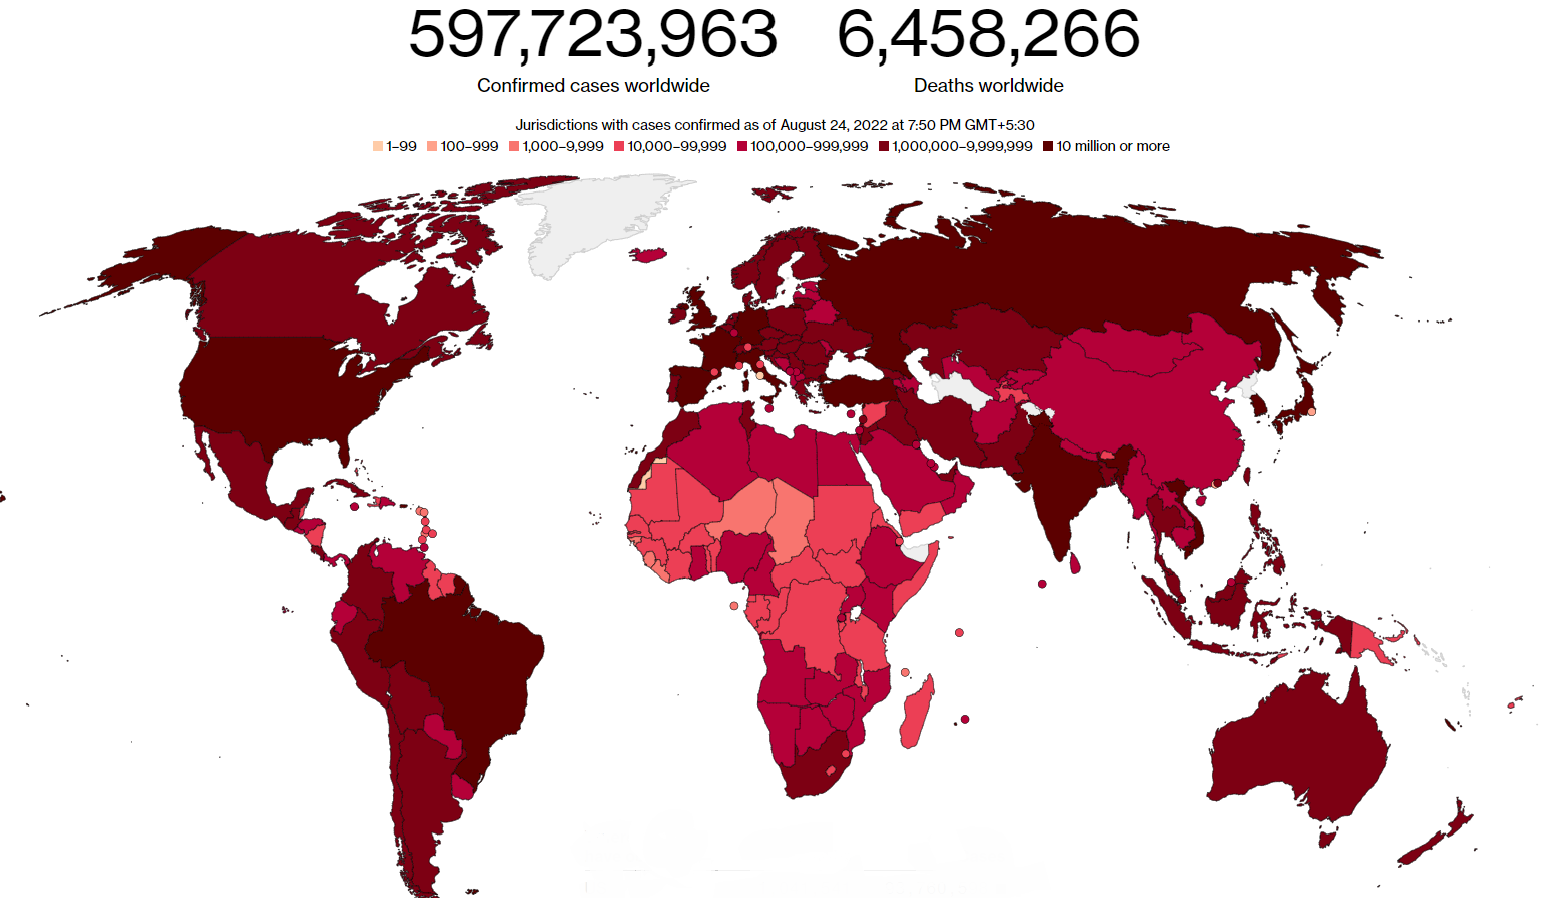 597,723,963 6,458,266
Confirmed cases worldwide Deaths worldwide
Jurisdictions with cases confirmed as of August 24, 2022 at 7:50 PM GMT+5:30
1–99 100–999 1,000–9,999 10,000–99,999 100,000–999,999 1,000,000–9,999,999 10 million or more